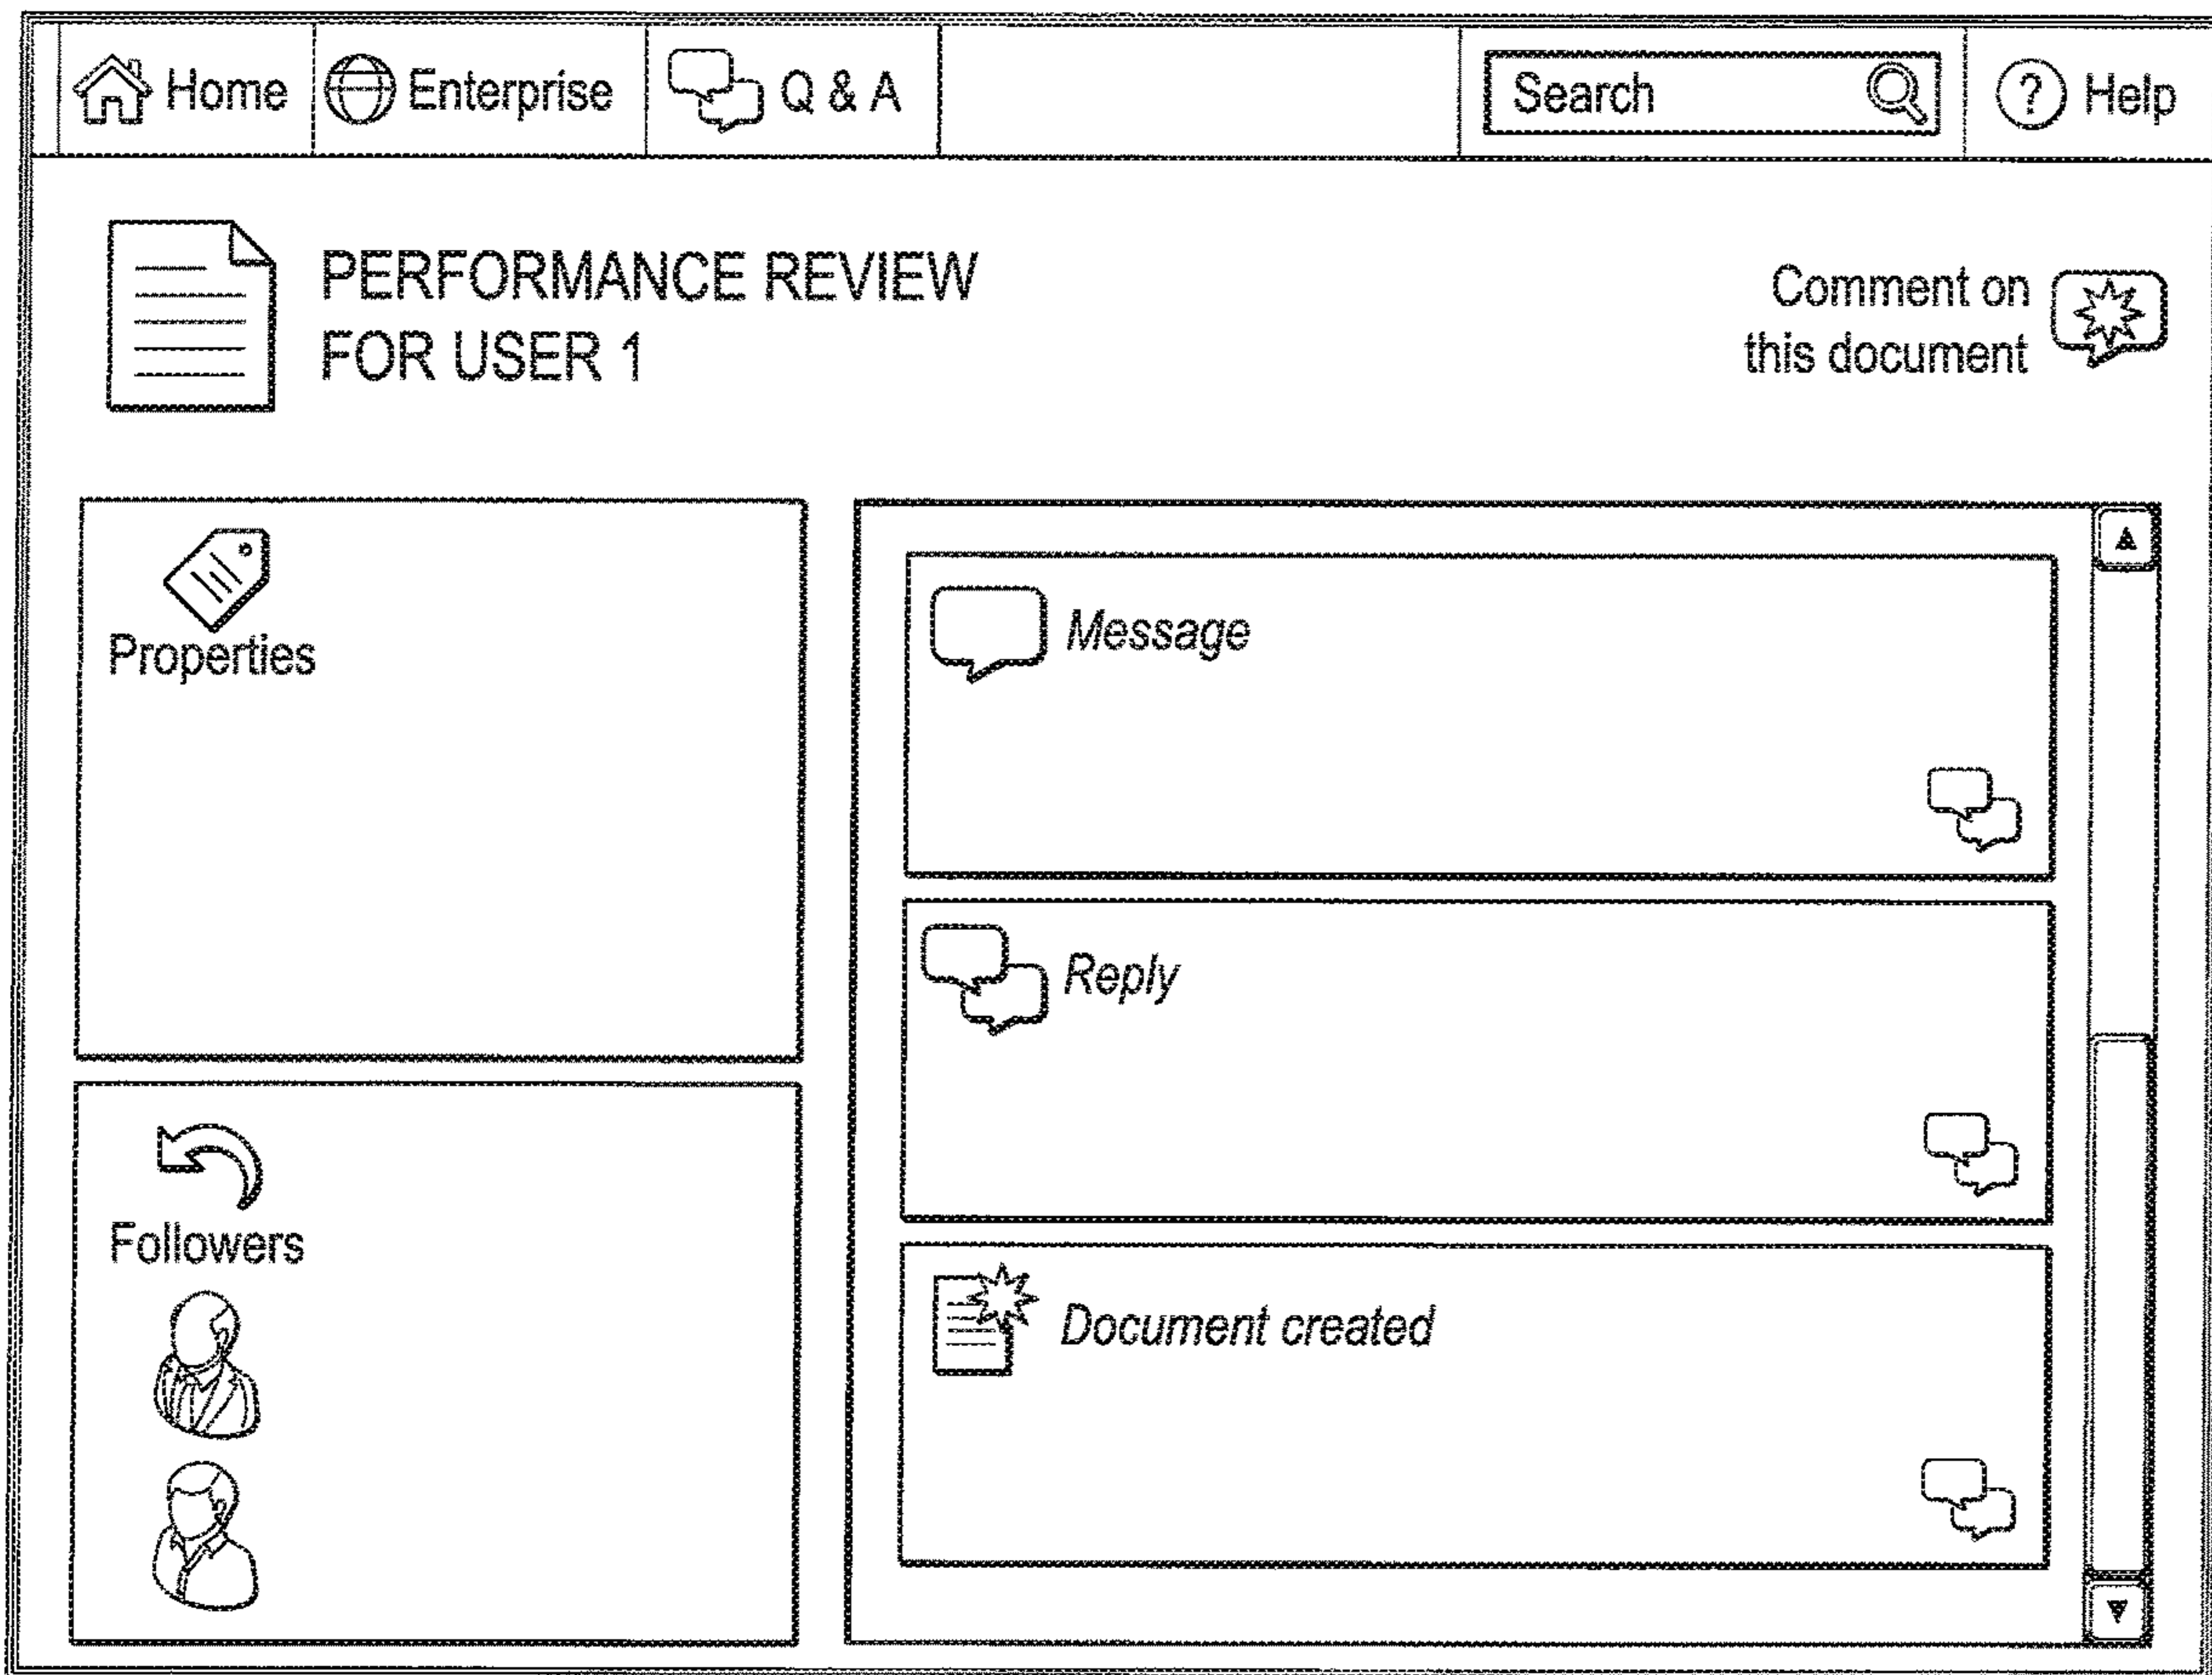 Home Enterprise Q & A Search ? Help
PERFORMANCE REVIEW
FOR USER 1
Comment on
this document
Properties
Followers
Message
Reply
Document created